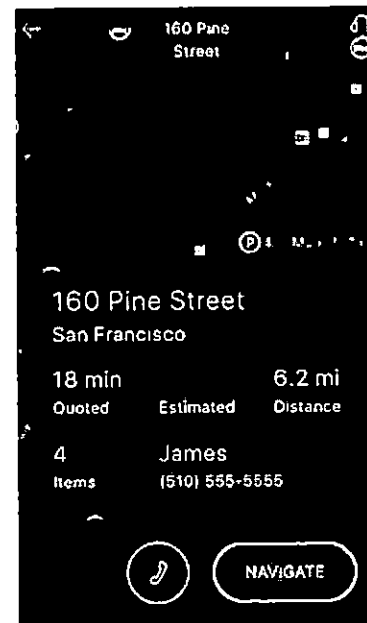 160 Pine
Street
P
160 Pine Street
San Francisco
18 min
6.2 mi
Quoted
Estimated
Distance
4
James
Items
(510) 555-5555
NAVIGATE